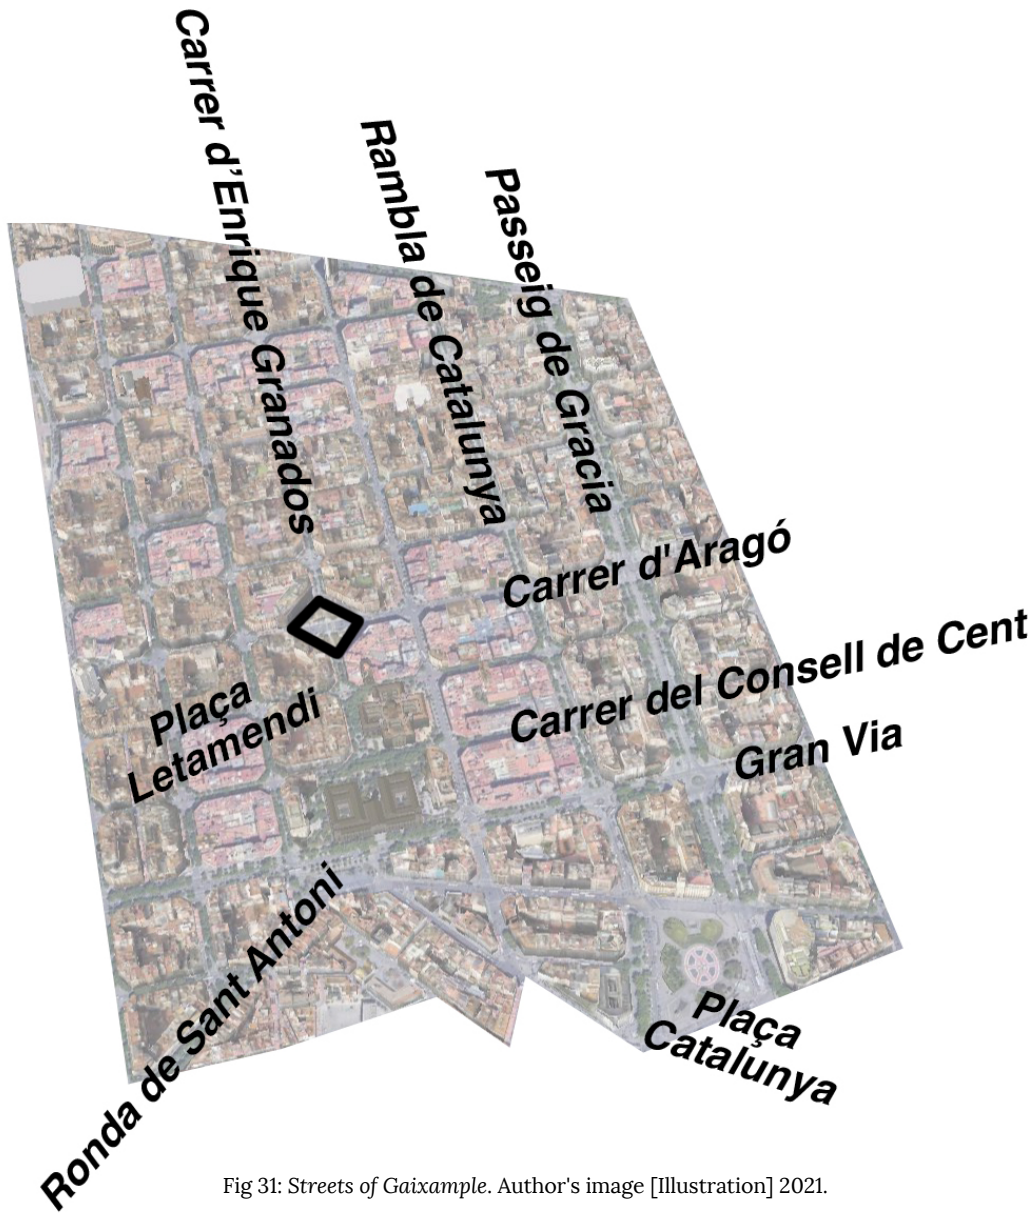 Carrer d'Enrique Granados
Rambla de Catalunya
Passeig de Gracia
Carrer d'Aragó
Carrer del Consell de Cent
Gran Via
Plaça
Letamendi
Ronda de Sant Antoni
Plaça
Catalunya
Fig 31: Streets of Gaixample. Author's image [Illustration] 2021.